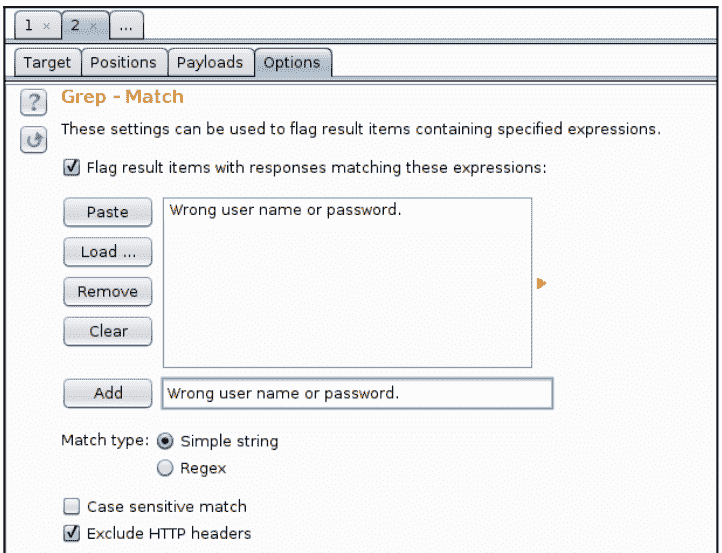 1 × 2 × ...
Target Positions Payloads Options
? Grep - Match
These settings can be used to flag result items containing specified expressions.
Flag result items with responses matching these expressions:
Paste Wrong user name or password.
Load ...
Remove
Clear
Add Wrong user name or password.
Match type: Simple string
Regex
Case sensitive match
Exclude HTTP headers